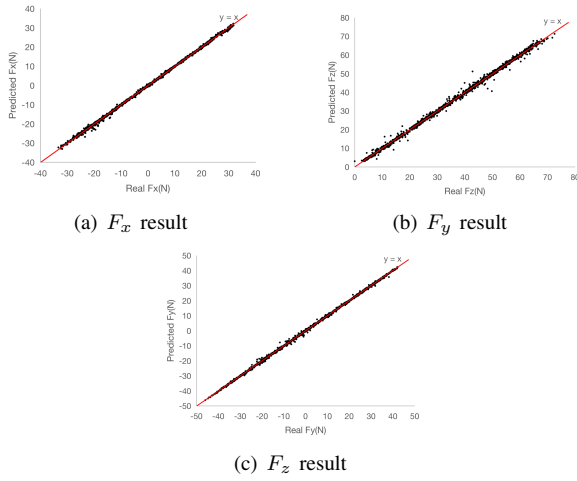 y = x
Predicted Fx(N)
40
30
20
10
0
-10
-20
-30
-40
-40 -30 -20 -10 0 10 20 30 40
Real Fx(N)
(a) Fx result
y = x
Predicted Fz(N)
80
70
60
50
40
30
20
10
0
0 10 20 30 40 50 60 70 80
Real Fz(N)
(b) Fy result
y = x
Predicted Fy(N)
50
40
30
20
10
0
-10
-20
-30
-40
-50
-50 -40 -30 -20 -10 0 10 20 30 40 50
Real Fy(N)
(c) Fz result